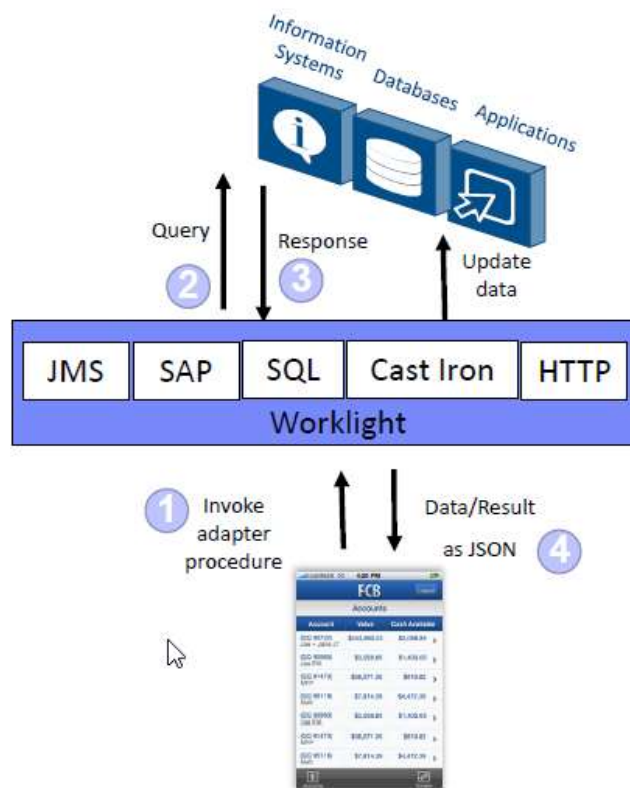 Information
Systems
Databases
Applications
Query
2
Response
3
Update
data
JMS
SAP
SQL
Cast Iron
HTTP
Worklight
1
Invoke
adapter
procedure
Data/Result
as JSON
4
FCB
Accounts
Account Value Cash Available